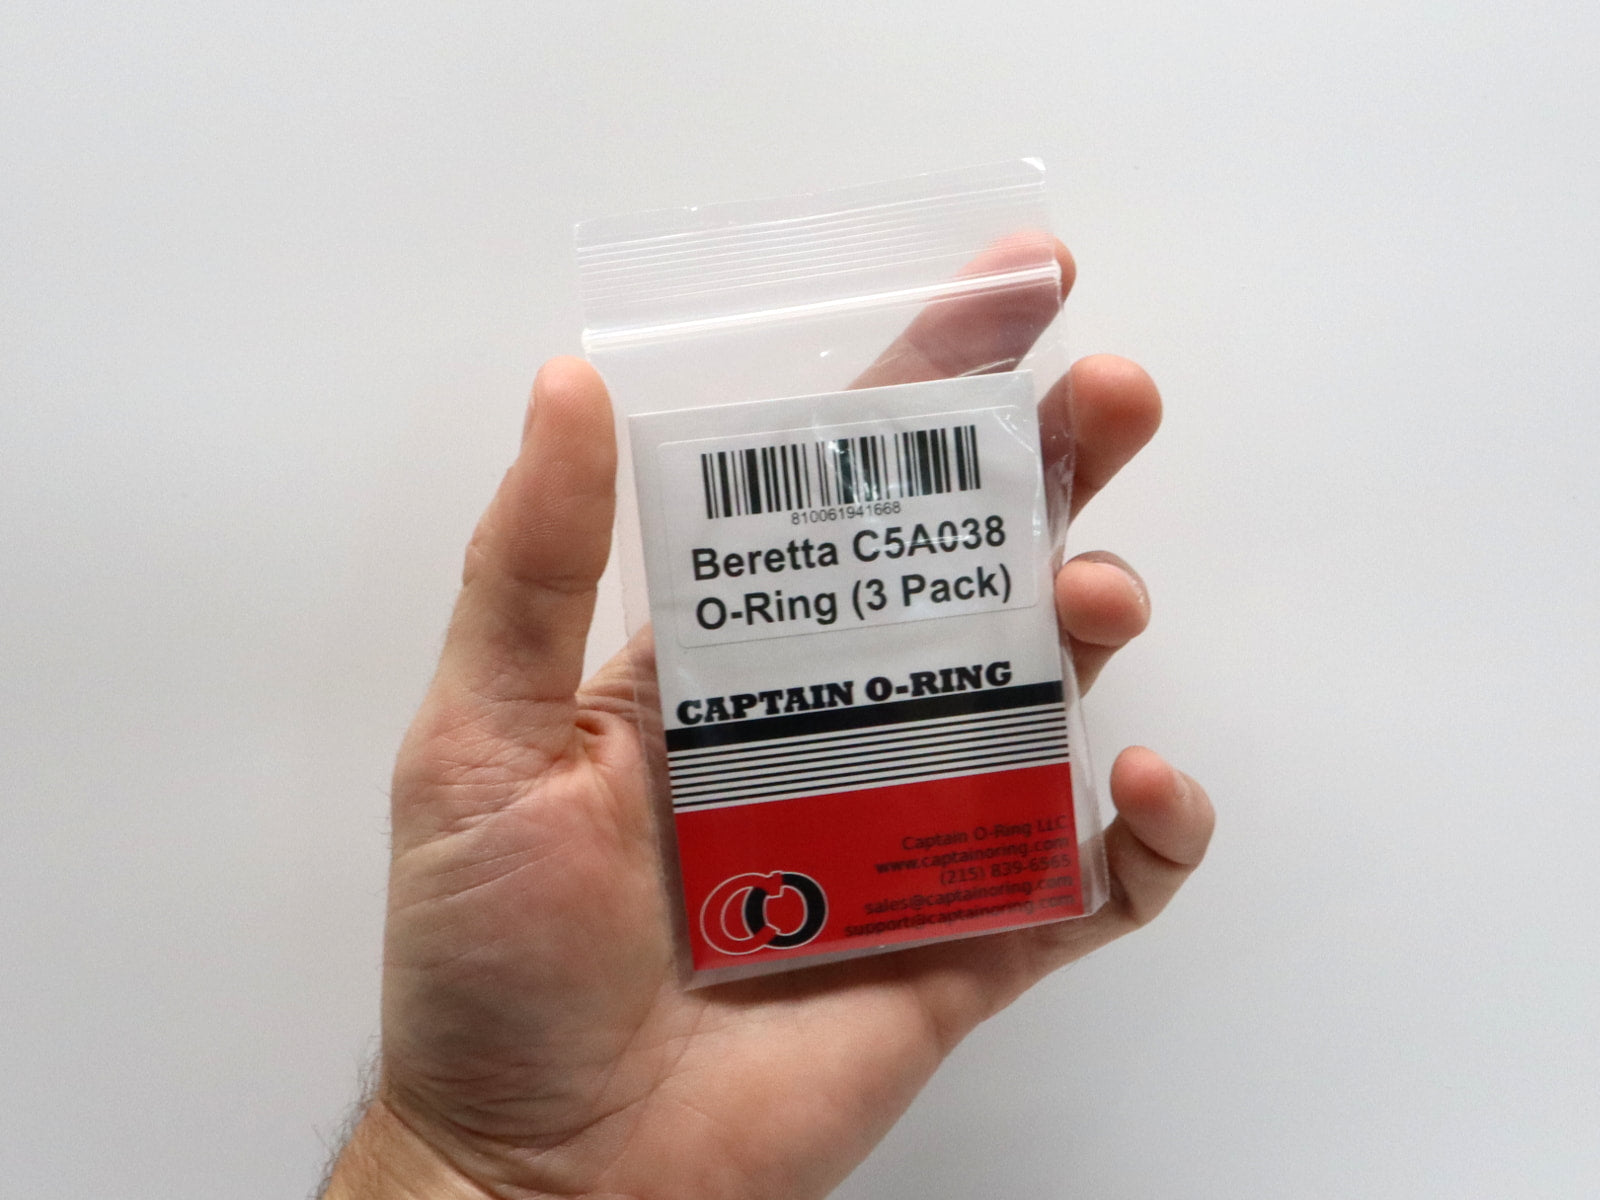 810061941668
Beretta C5A038
O-Ring (3 Pack)
CAPTAIN O-RING
Captain O-Ring LLC
www.captainoring.com
(215) 839-6565
sales@captainoring.com
support@captainoring.com